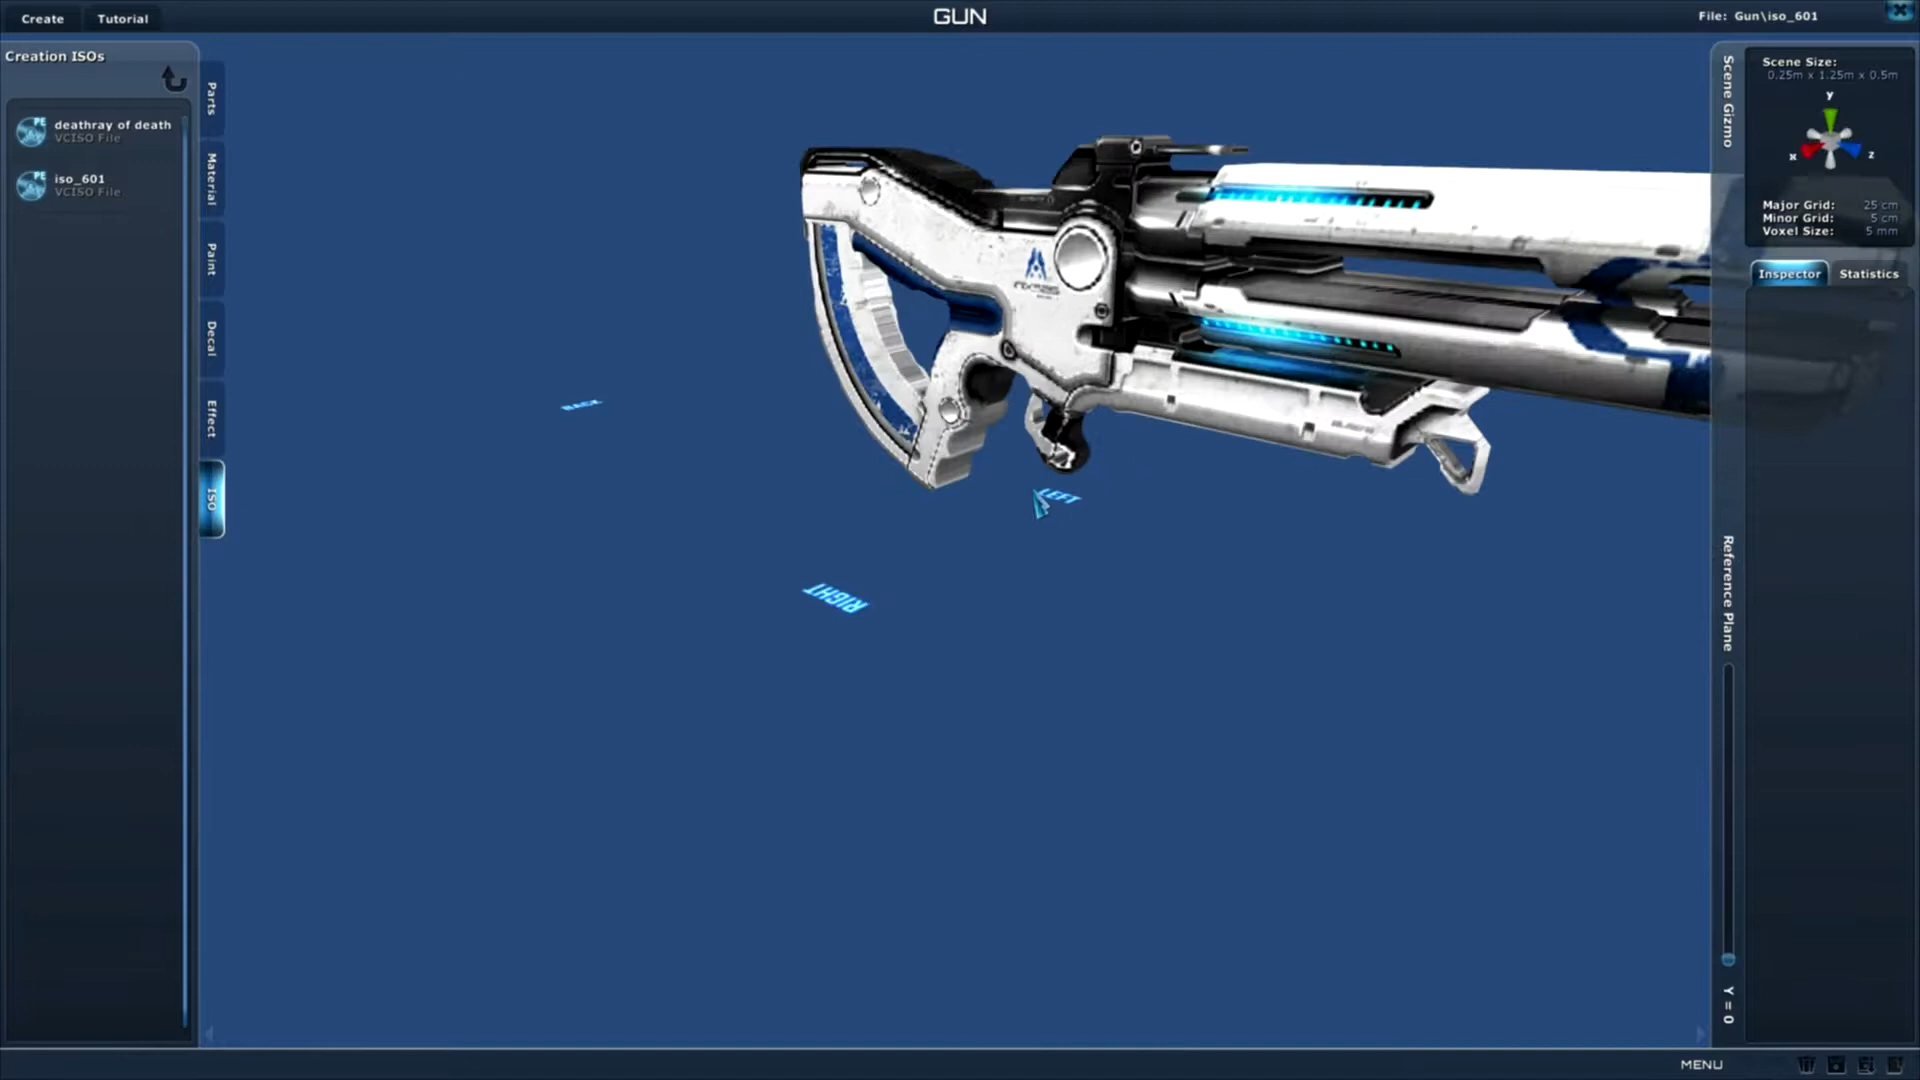 Create
Tutorial
GUN
File: Gun\iso_601
Creation ISOs
deathray of death
VCISO File
iso_601
VCISO File
Parts
Material
Paint
Decal
Effect
ISO
BACK
LEFT
RIGHT
Scene Gizmo
Scene Size:
0.25m x 1.25m x 0.5m
y
x
z
Major Grid: 25 cm
Minor Grid: 5 cm
Voxel Size: 5 mm
Inspector
Statistics
Reference Plane
Y = 0
MENU